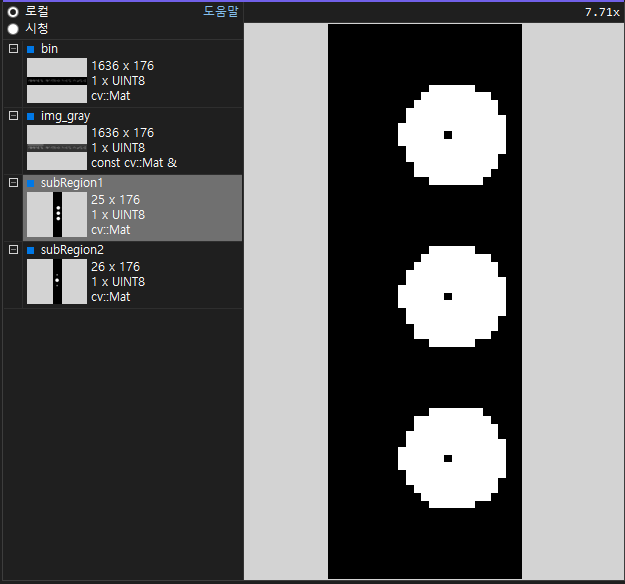 로컬
도움말
7.71x
시청
bin
1636 x 176
1 x UINT8
cv::Mat
img_gray
1636 x 176
1 x UINT8
const cv::Mat &
subRegion1
25 x 176
1 x UINT8
cv::Mat
subRegion2
26 x 176
1 x UINT8
cv::Mat